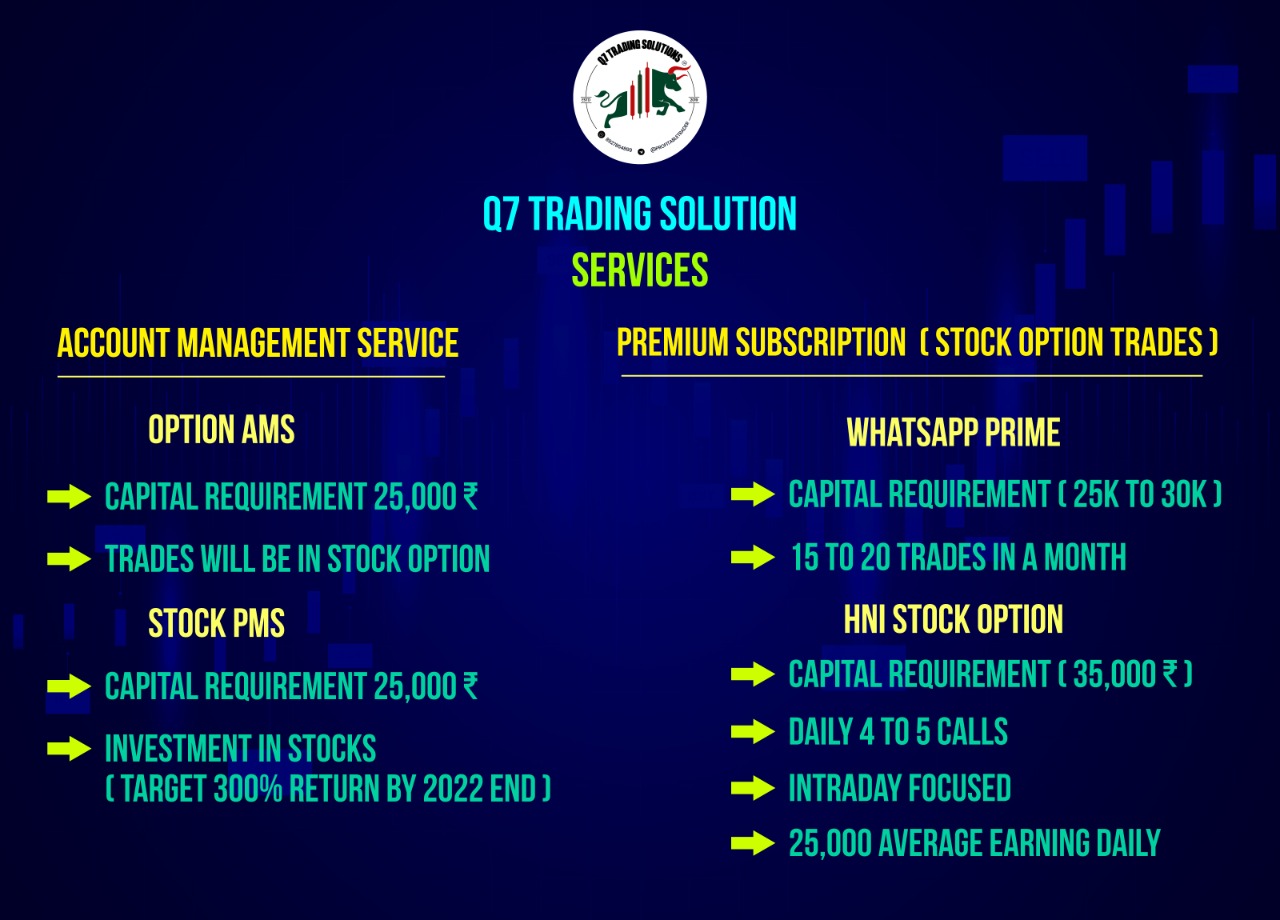 Q7 TRADING SOLUTIONS
@PROFITABLETRADER
Q7 TRADING SOLUTION
SERVICES
ACCOUNT MANAGEMENT SERVICE
OPTION AMS
CAPITAL REQUIREMENT 25,000 ₹
TRADES WILL BE IN STOCK OPTION
STOCK PMS
CAPITAL REQUIREMENT 25,000 ₹
INVESTMENT IN STOCKS
( TARGET 300% RETURN BY 2022 END )
PREMIUM SUBSCRIPTION ( STOCK OPTION TRADES )
WHATSAPP PRIME
CAPITAL REQUIREMENT ( 25K TO 30K )
15 TO 20 TRADES IN A MONTH
HNI STOCK OPTION
CAPITAL REQUIREMENT ( 35,000 ₹ )
DAILY 4 TO 5 CALLS
INTRADAY FOCUSED
25,000 AVERAGE EARNING DAILY